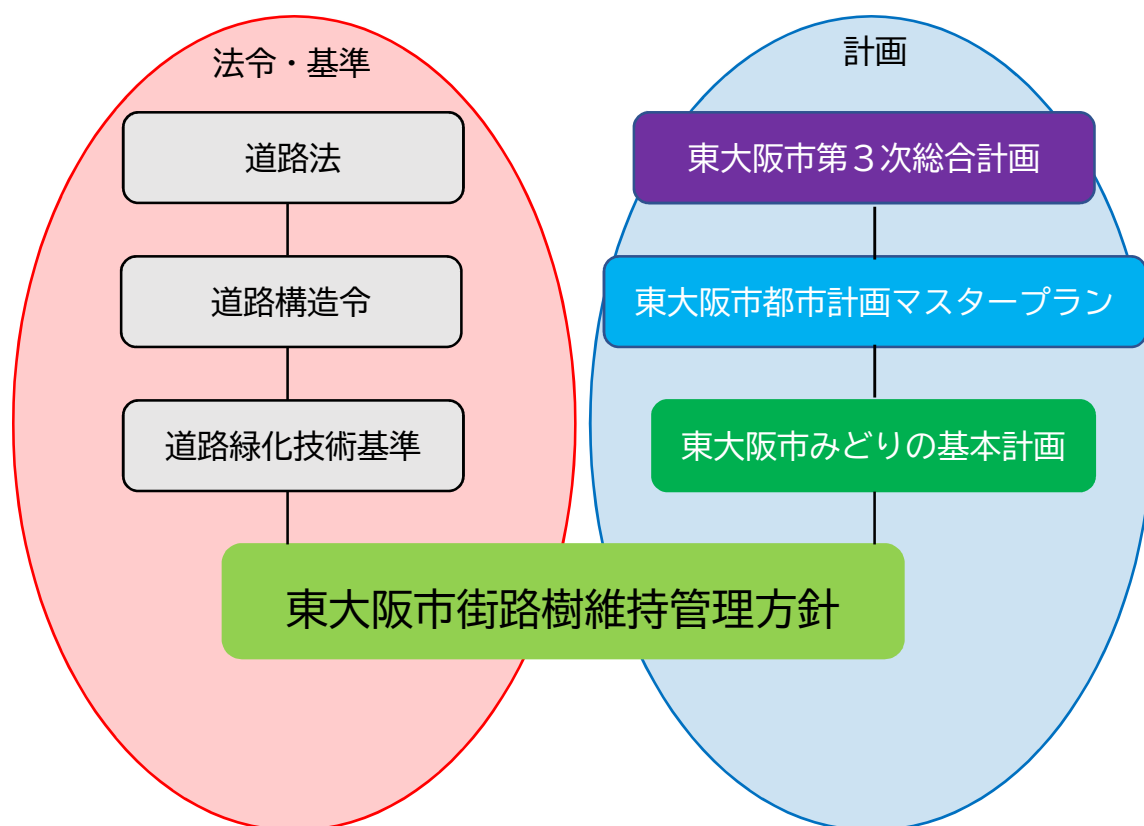 法令・基準
道路法
道路構造令
道路緑化技術基準
計画
東大阪市第３次総合計画
東大阪市都市計画マスタープラン
東大阪市みどりの基本計画
東大阪市街路樹維持管理方針